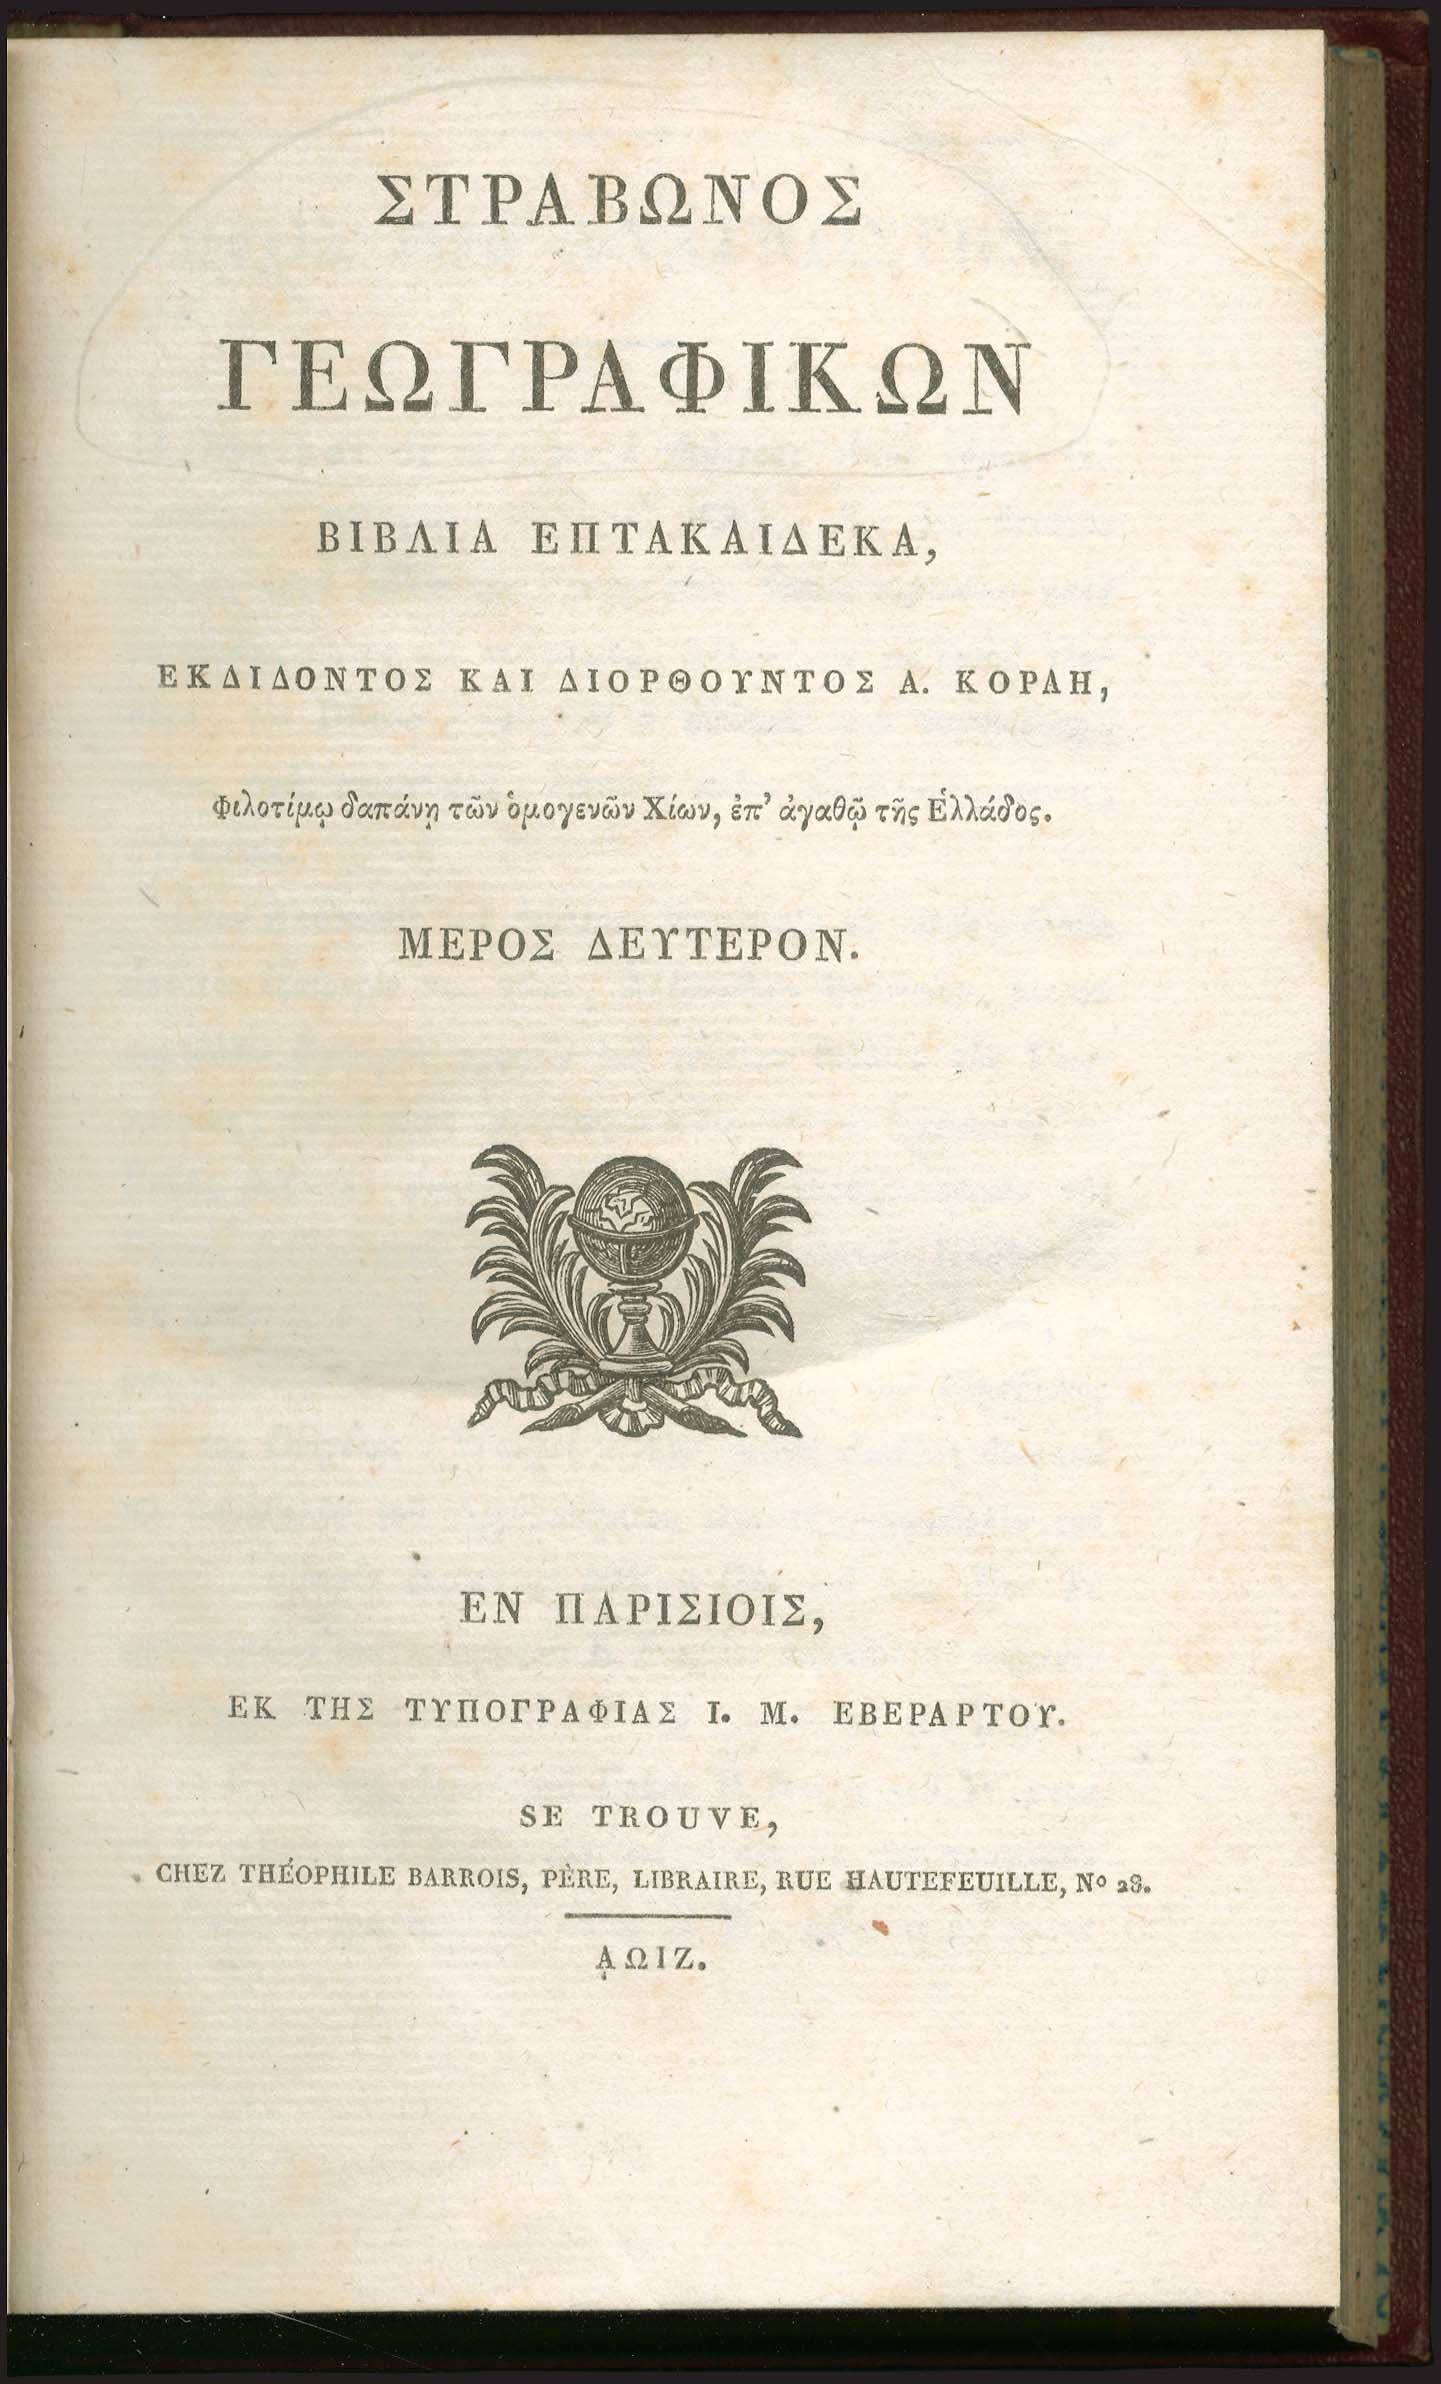 ΣΤΡΑΒΩΝΟΣ
ΓΕΩΓΡΑΦΙΚΩΝ
ΒΙΒΛΙΑ ΕΠΤΑΚΑΙΔΕΚΑ,
ΕΚΔΙΔΟΝΤΟΣ ΚΑΙ ΔΙΟΡΘΟΥΝΤΟΣ Α. ΚΟΡΑΗ,
Φιλοτίμῳ δαπάνῃ τῶν ὁμογενῶν Χίων, ἐπ’ ἀγαθῷ τῆς Ἑλλάδος.
ΜΕΡΟΣ ΔΕΥΤΕΡΟΝ.
ΕΝ ΠΑΡΙΣΙΟΙΣ,
ΕΚ ΤΗΣ ΤΥΠΟΓΡΑΦΙΑΣ Ι. Μ. ΕΒΕΡΑΡΤΟΥ.
SE TROUVE,
CHEZ THÉOPHILE BARROIS, PÈRE, LIBRAIRE, RUE HAUTEFEUILLE, Nº 28.
͵ΑΩΙΖ.